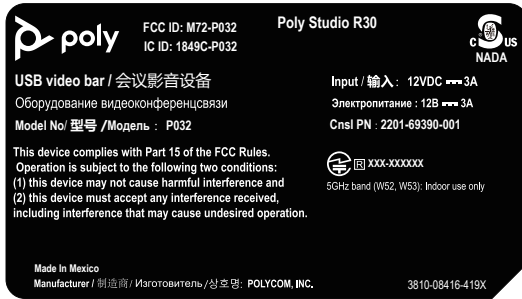 poly
FCC ID: M72-P032
IC ID: 1849C-P032
Poly Studio R30
C US
NADA
USB video bar / 会议影音设备
Оборудование видеоконференцсвязи
Model No/ 型号 /Модель : P032
Input / 输入 : 12VDC 3A
Электропитание : 12В 3A
Cnsl PN : 2201-69390-001
This device complies with Part 15 of the FCC Rules.
Operation is subject to the following two conditions:
(1) this device may not cause harmful interference and
(2) this device must accept any interference received,
including interference that may cause undesired operation.
R xxx-xxxxxx
5GHz band (W52, W53): Indoor use only
Made In Mexico
Manufacturer / 制造商 / Изготовитель /상호명: POLYCOM, INC.
3810-08416-419X